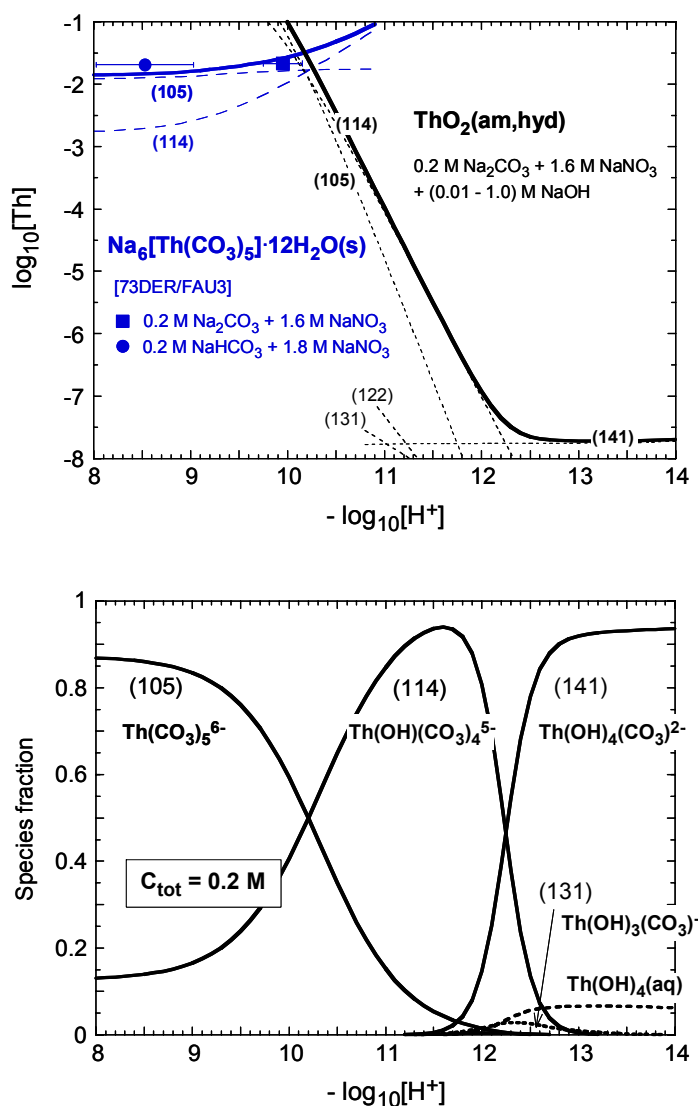 -1
-2
-3
-4
-5
-6
-7
-8
log10[Th]
(105)
(114)
(114)
(105)
ThO2(am,hyd)
0.2 M Na2CO3 + 1.6 M NaNO3
+ (0.01 - 1.0) M NaOH
Na6[Th(CO3)5]·12H2O(s)
[73DER/FAU3]
0.2 M Na2CO3 + 1.6 M NaNO3
0.2 M NaHCO3 + 1.8 M NaNO3
(122)
(131)
(141)
8 9 10 11 12 13 14
- log10[H+]
1
0.8
0.6
0.4
0.2
0
Species fraction
(105)
Th(CO3)5 6-
(114)
Th(OH)(CO3)4 5-
(141)
Th(OH)4(CO3)2-
Ctot = 0.2 M
(131)
Th(OH)3(CO3)-
Th(OH)4(aq)
8 9 10 11 12 13 14
- log10[H+]